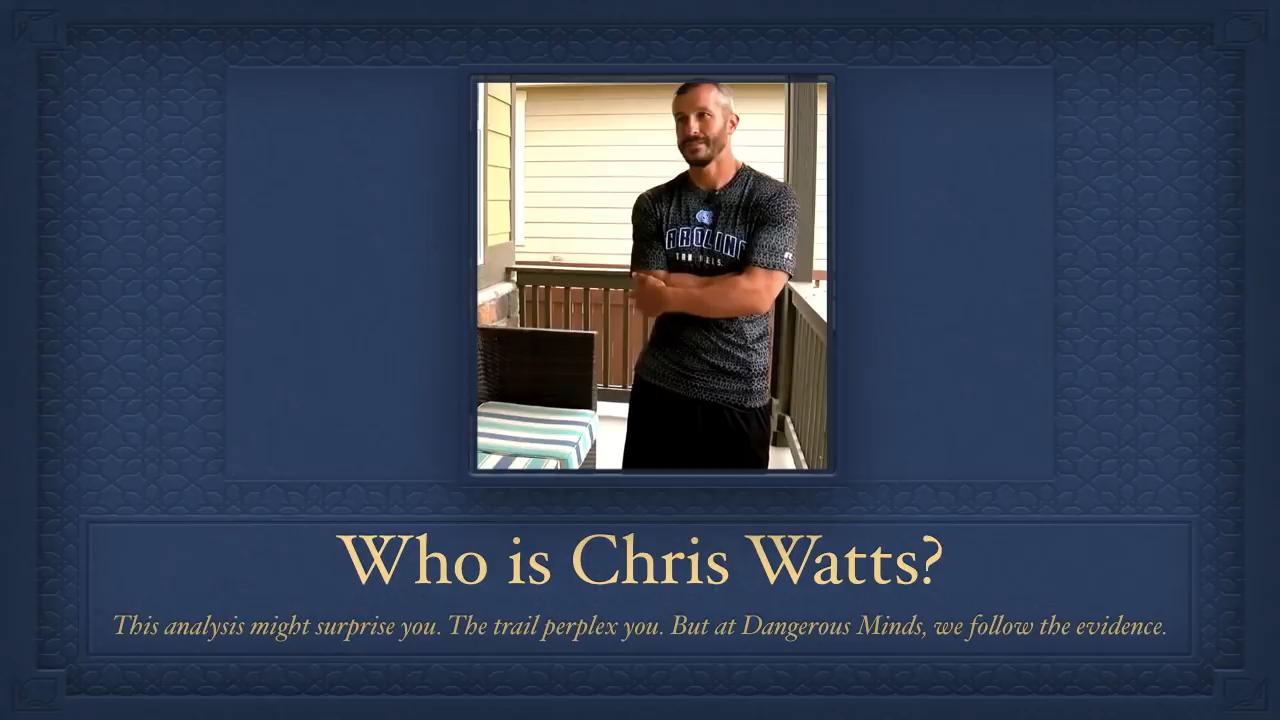 AROLIN
Who is Chris Watts?
This analysis might surprise you. The trail perplex you. But at Dangerous Minds, we follow the evidence.